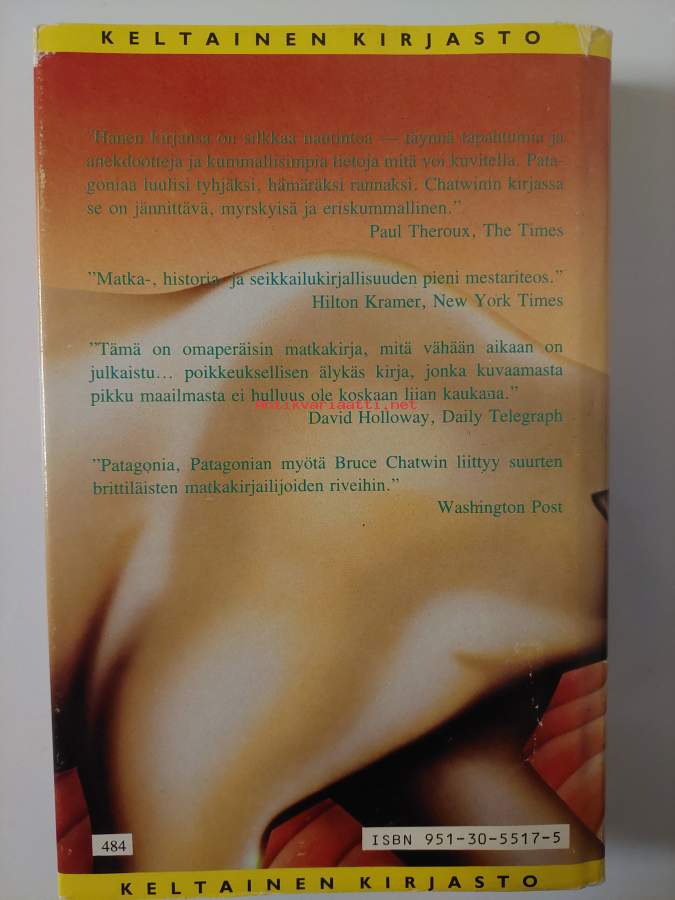 KELTAINEN KIRJASTO
"Hänen kirjansa on silkkaa nautintoa — täynnä tapahtumia ja
anekdootteja ja kummallisimpia tietoja mitä voi kuvitella. Pata-
goniaa luulisi tyhjäksi, hämäräksi rannaksi. Chatwinin kirjassa
se on jännittävä, myrskyisä ja eriskummallinen."
Paul Theroux, The Times
"Matka-, historia- ja seikkailukirjallisuuden pieni mestariteos."
Hilton Kramer, New York Times
"Tämä on omaperäisin matkakirja, mitä vähään aikaan on
julkaistu... poikkeuksellisen älykäs kirja, jonka kuvaamasta
pikku maailmasta ei hulluus ole koskaan liian kaukana."
antikvariaatti.net
David Holloway, Daily Telegraph
"Patagonia, Patagonian myötä Bruce Chatwin liittyy suurten
brittiläisten matkakirjailijoiden riveihin."
Washington Post
484
ISBN 951-30-5517-5
KELTAINEN KIRJASTO